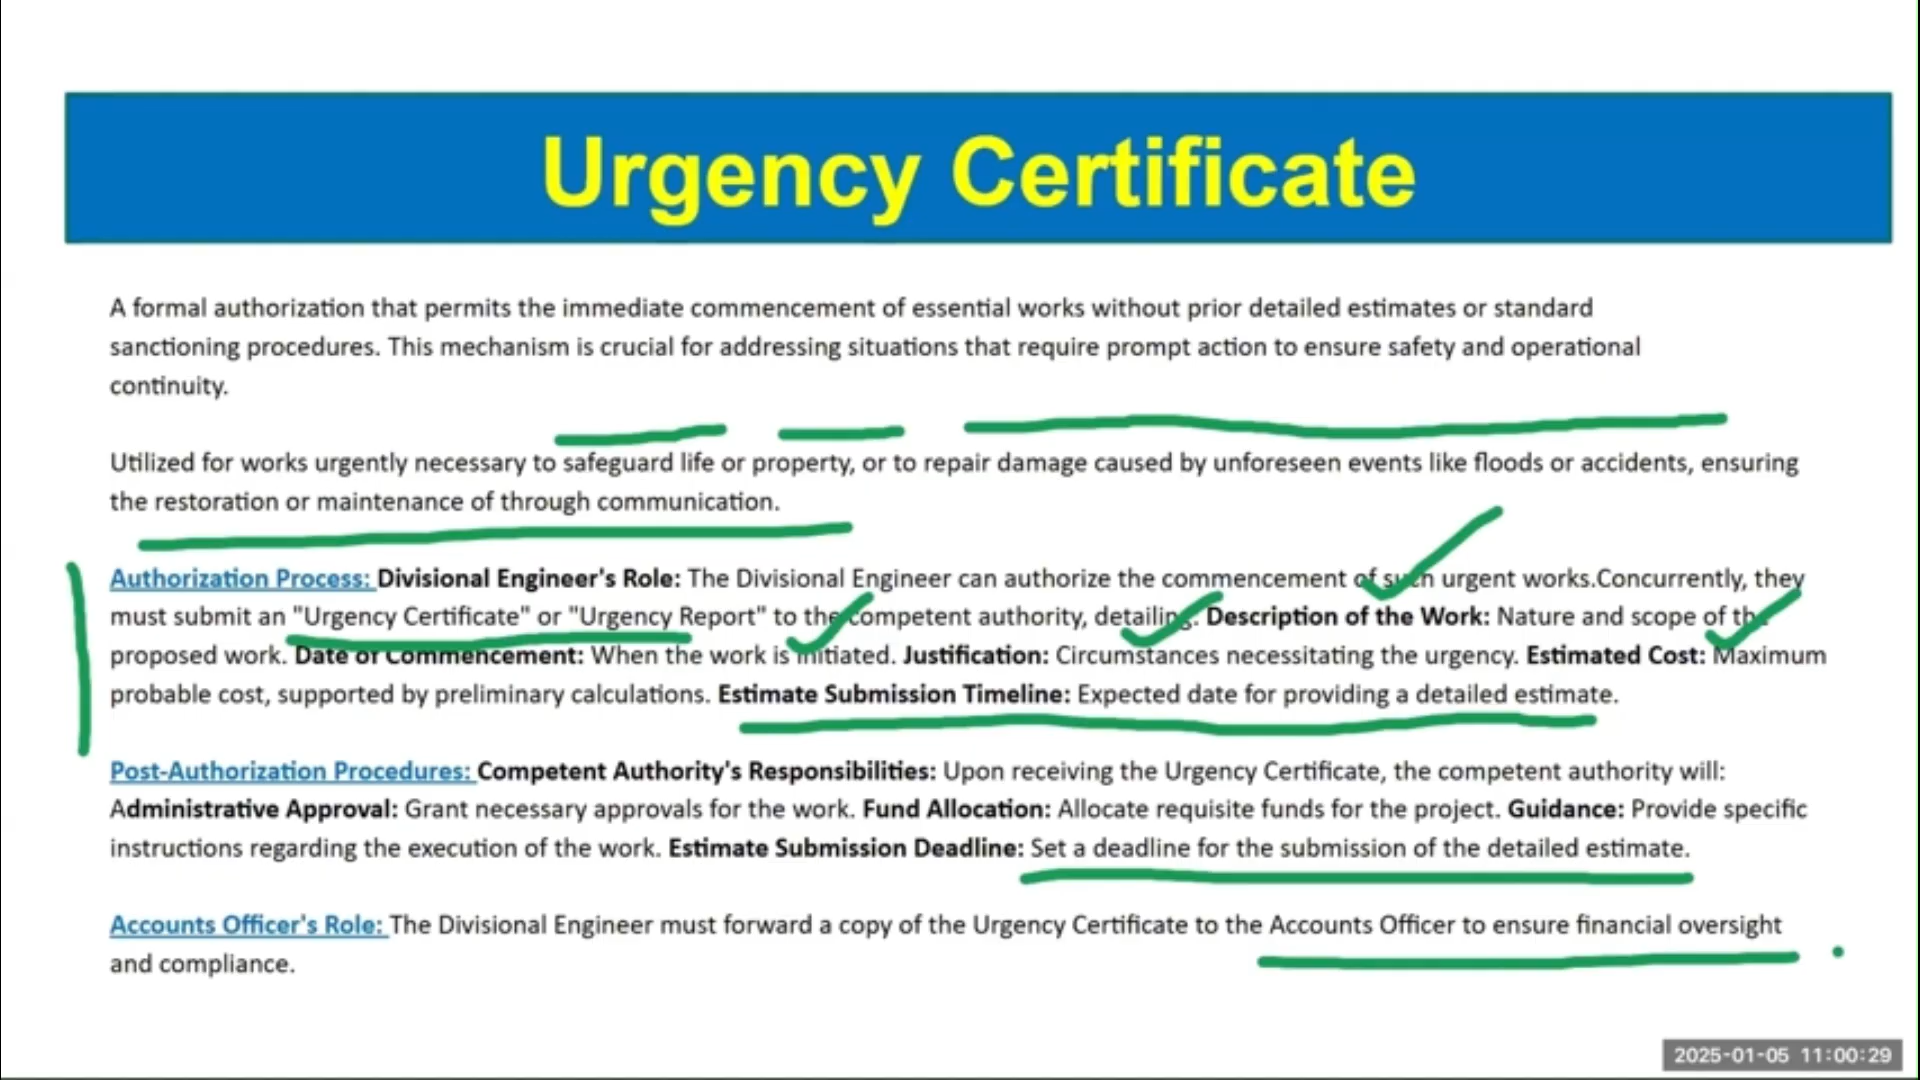 Urgency Certificate
A formal authorization that permits the immediate commencement of essential works without prior detailed estimates or standard
sanctioning procedures. This mechanism is crucial for addressing situations that require prompt action to ensure safety and operational
continuity.
Utilized for works urgently necessary to safeguard life or property, or to repair damage caused by unforeseen events like floods or accidents, ensuring
the restoration or maintenance of through communication.
Authorization Process: Divisional Engineer's Role: The Divisional Engineer can authorize the commencement of such urgent works.Concurrently, they
must submit an "Urgency Certificate" or "Urgency Report" to the competent authority, detailing. Description of the Work: Nature and scope of the
proposed work. Date of Commencement: When the work is initiated. Justification: Circumstances necessitating the urgency. Estimated Cost: Maximum
probable cost, supported by preliminary calculations. Estimate Submission Timeline: Expected date for providing a detailed estimate.
Post-Authorization Procedures: Competent Authority's Responsibilities: Upon receiving the Urgency Certificate, the competent authority will:
Administrative Approval: Grant necessary approvals for the work. Fund Allocation: Allocate requisite funds for the project. Guidance: Provide specific
instructions regarding the execution of the work. Estimate Submission Deadline: Set a deadline for the submission of the detailed estimate.
Accounts Officer's Role: The Divisional Engineer must forward a copy of the Urgency Certificate to the Accounts Officer to ensure financial oversight
and compliance.
2025-01-05 11:00:29